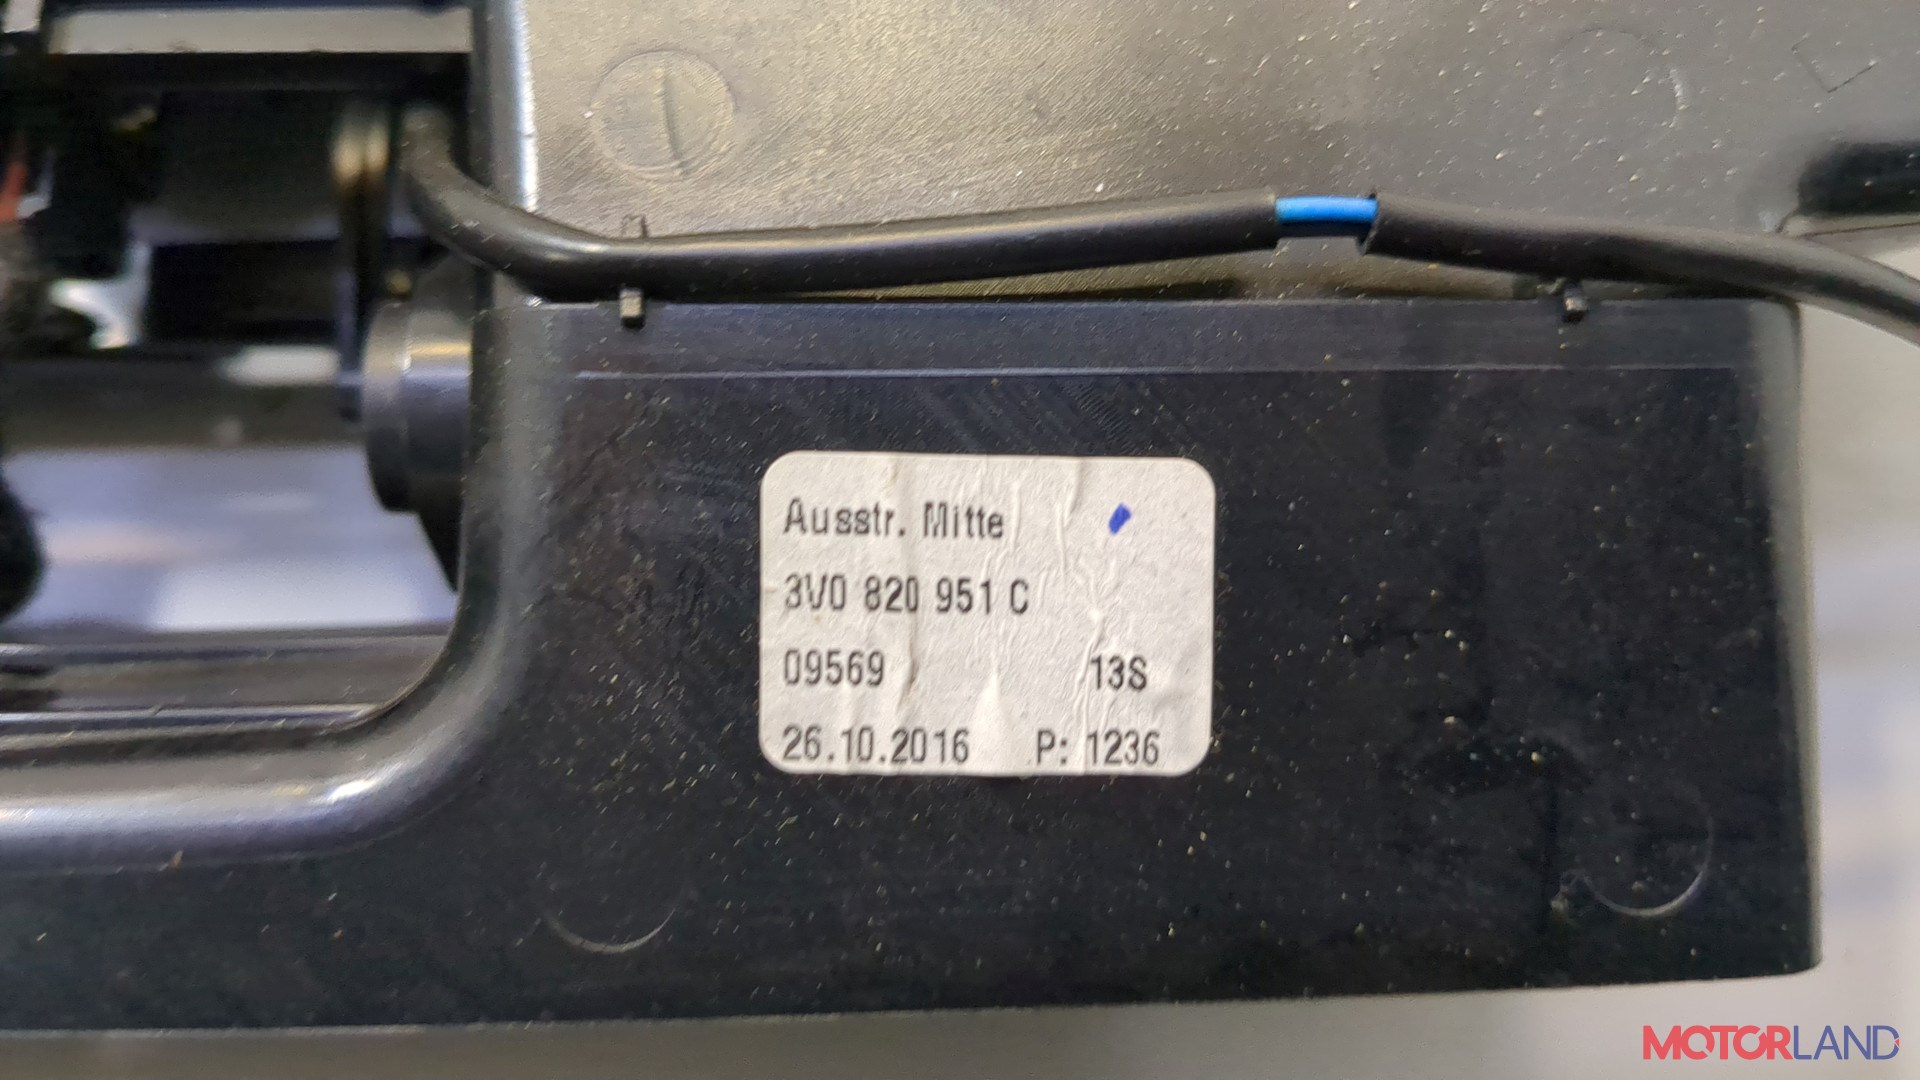 Ausstr. Mitte
3V0 820 951 C
09569 13S
26.10.2016 P: 1236
MOTORLAND